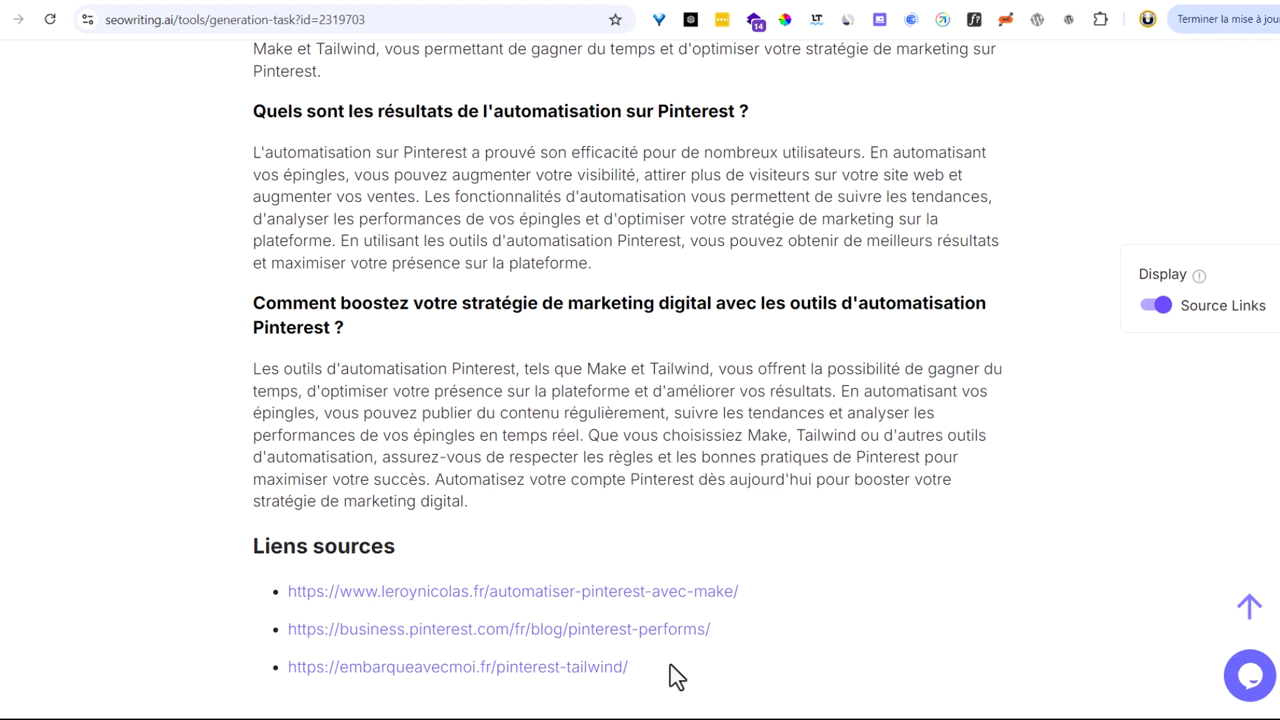 seowriting.ai/tools/generation-task?id=2319703
14
LT
f?
Terminer la mise à jou
Make et Tailwind, vous permettant de gagner du temps et d'optimiser votre stratégie de marketing sur
Pinterest.
Quels sont les résultats de l'automatisation sur Pinterest ?
L'automatisation sur Pinterest a prouvé son efficacité pour de nombreux utilisateurs. En automatisant
vos épingles, vous pouvez augmenter votre visibilité, attirer plus de visiteurs sur votre site web et
augmenter vos ventes. Les fonctionnalités d'automatisation vous permettent de suivre les tendances,
d'analyser les performances de vos épingles et d'optimiser votre stratégie de marketing sur la
plateforme. En utilisant les outils d'automatisation Pinterest, vous pouvez obtenir de meilleurs résultats
et maximiser votre présence sur la plateforme.
Display
Source Links
Comment boostez votre stratégie de marketing digital avec les outils d'automatisation
Pinterest ?
Les outils d'automatisation Pinterest, tels que Make et Tailwind, vous offrent la possibilité de gagner du
temps, d'optimiser votre présence sur la plateforme et d'améliorer vos résultats. En automatisant vos
épingles, vous pouvez publier du contenu régulièrement, suivre les tendances et analyser les
performances de vos épingles en temps réel. Que vous choisissiez Make, Tailwind ou d'autres outils
d'automatisation, assurez-vous de respecter les règles et les bonnes pratiques de Pinterest pour
maximiser votre succès. Automatisez votre compte Pinterest dès aujourd'hui pour booster votre
stratégie de marketing digital.
Liens sources
https://www.leroynicolas.fr/automatiser-pinterest-avec-make/
https://business.pinterest.com/fr/blog/pinterest-performs/
https://embarqueavecmoi.fr/pinterest-tailwind/